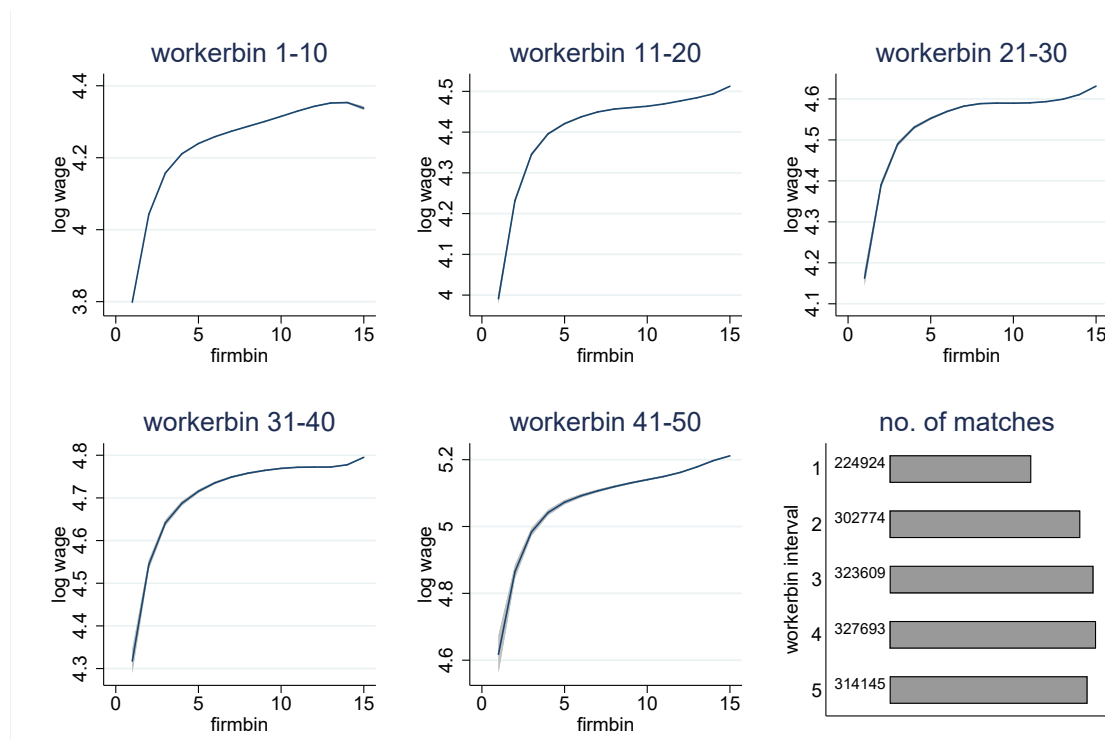 workerbin 1-10
log wage
4.4
4.2
4
3.8
0 5 10 15
firmbin
workerbin 11-20
log wage
4.5
4.4
4.3
4.2
4.1
4
0 5 10 15
firmbin
workerbin 21-30
log wage
4.6
4.5
4.4
4.3
4.2
4.1
0 5 10 15
firmbin
workerbin 31-40
log wage
4.8
4.7
4.6
4.5
4.4
4.3
0 5 10 15
firmbin
workerbin 41-50
log wage
5.2
5
4.8
4.6
0 5 10 15
firmbin
no. of matches
workerbin interval
1 224924
2 302774
3 323609
4 327693
5 314145